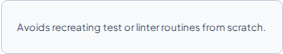 Avoids recreating test or linter routines from scratch.